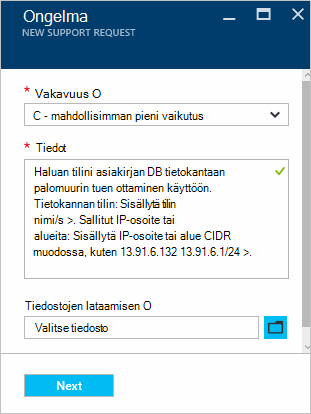 Ongelma
NEW SUPPORT REQUEST
* Vakavuus O
C - mahdollisimman pieni vaikutus
* Tiedot
Haluan tilini asiakirjan DB tietokantaan
palomuurin tuen ottaminen käyttöön.
Tietokannan tilin: Sisällytä tilin
nimi/s >. Sallitut IP-osoite tai
alueita: Sisällytä IP-osoite tai alue CIDR
muodossa, kuten 13.91.6.132 13.91.6.1/24 >.
Tiedostojen lataamisen O
Valitse tiedosto
Next